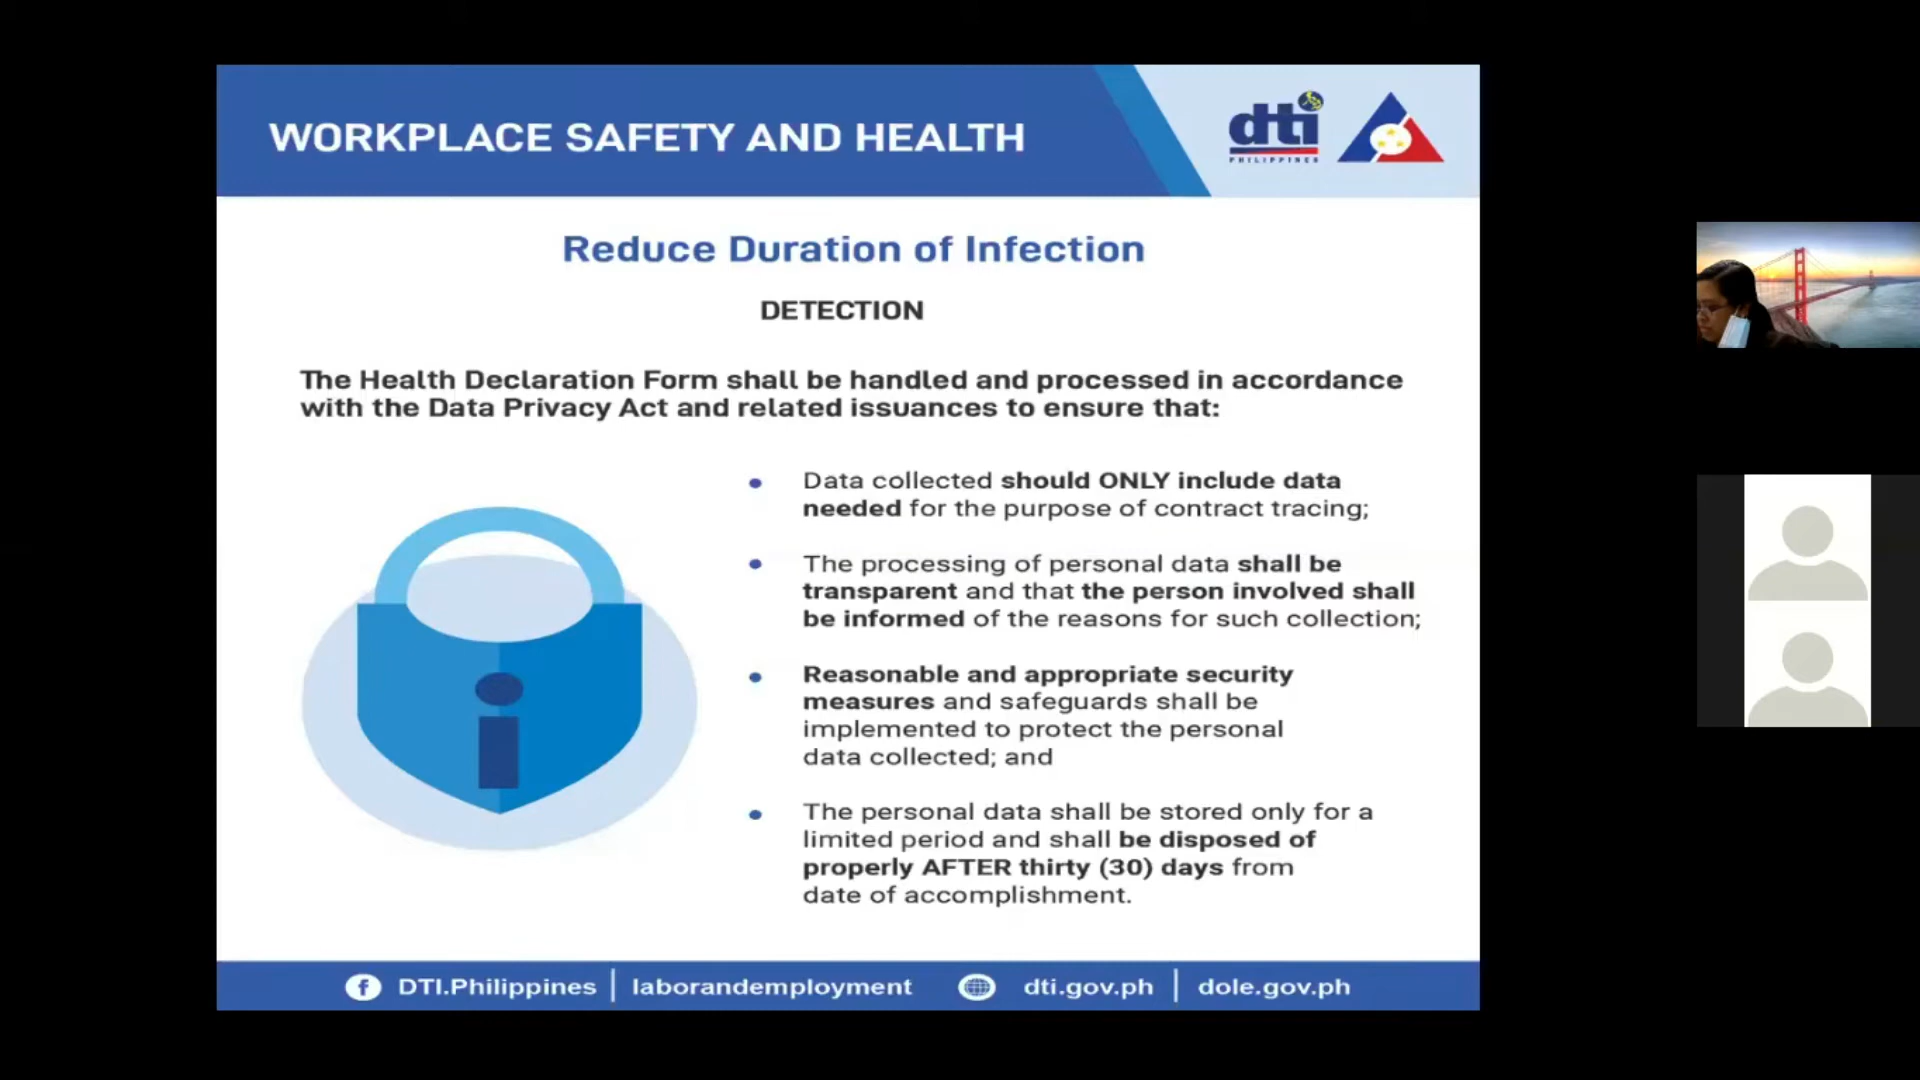 WORKPLACE SAFETY AND HEALTH
dti
PHILIPPINES
Reduce Duration of Infection
DETECTION
The Health Declaration Form shall be handled and processed in accordance
with the Data Privacy Act and related issuances to ensure that:
• Data collected should ONLY include data
needed for the purpose of contract tracing;
• The processing of personal data shall be
transparent and that the person involved shall
be informed of the reasons for such collection;
• Reasonable and appropriate security
measures and safeguards shall be
implemented to protect the personal
data collected; and
• The personal data shall be stored only for a
limited period and shall be disposed of
properly AFTER thirty (30) days from
date of accomplishment.
f DTI.Philippines | laborandemployment dti.gov.ph | dole.gov.ph